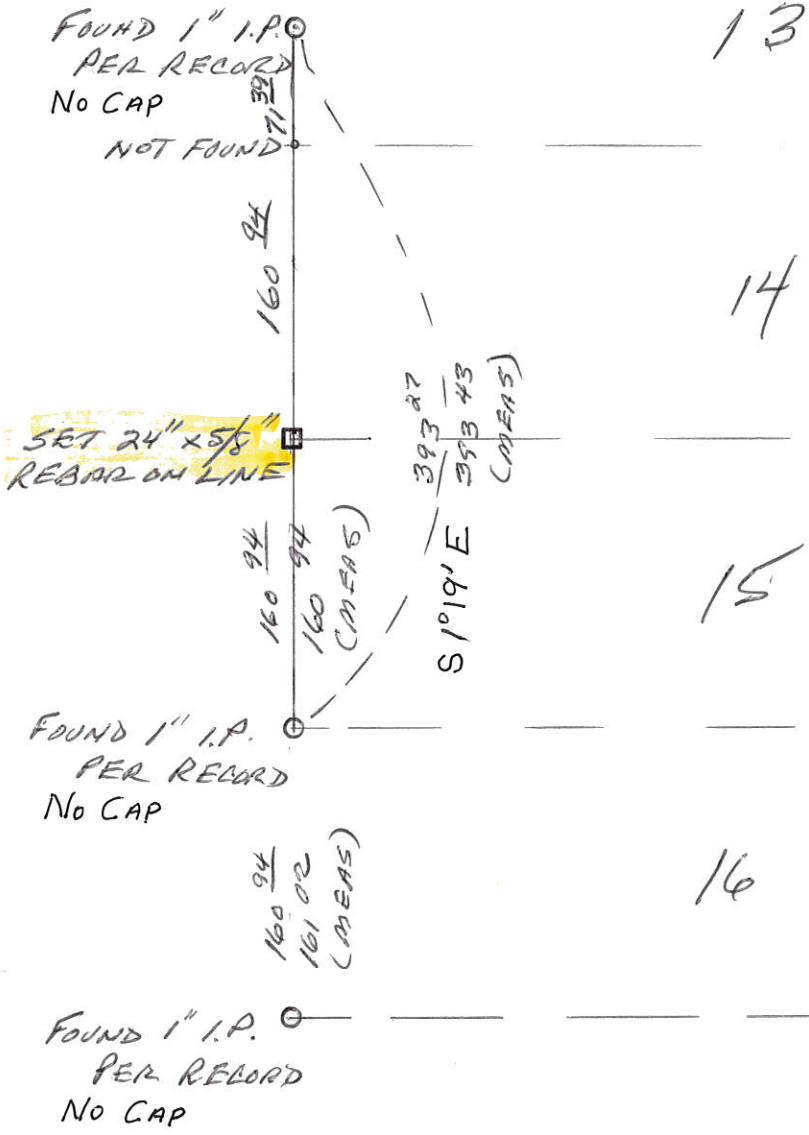 FOUND 1" I.P.
PER RECORD
No CAP
13
71 39
NOT FOUND
160 94
14
SET 24" x 5/8"
REBAR ON LINE
393 27
393 43
(MEAS)
160 94
160 94
(MEAS)
S 1°19' E
15
FOUND 1" I.P.
PER RECORD
No CAP
160 94
161 02
(MEAS)
16
FOUND 1" I.P.
PER RECORD
No CAP